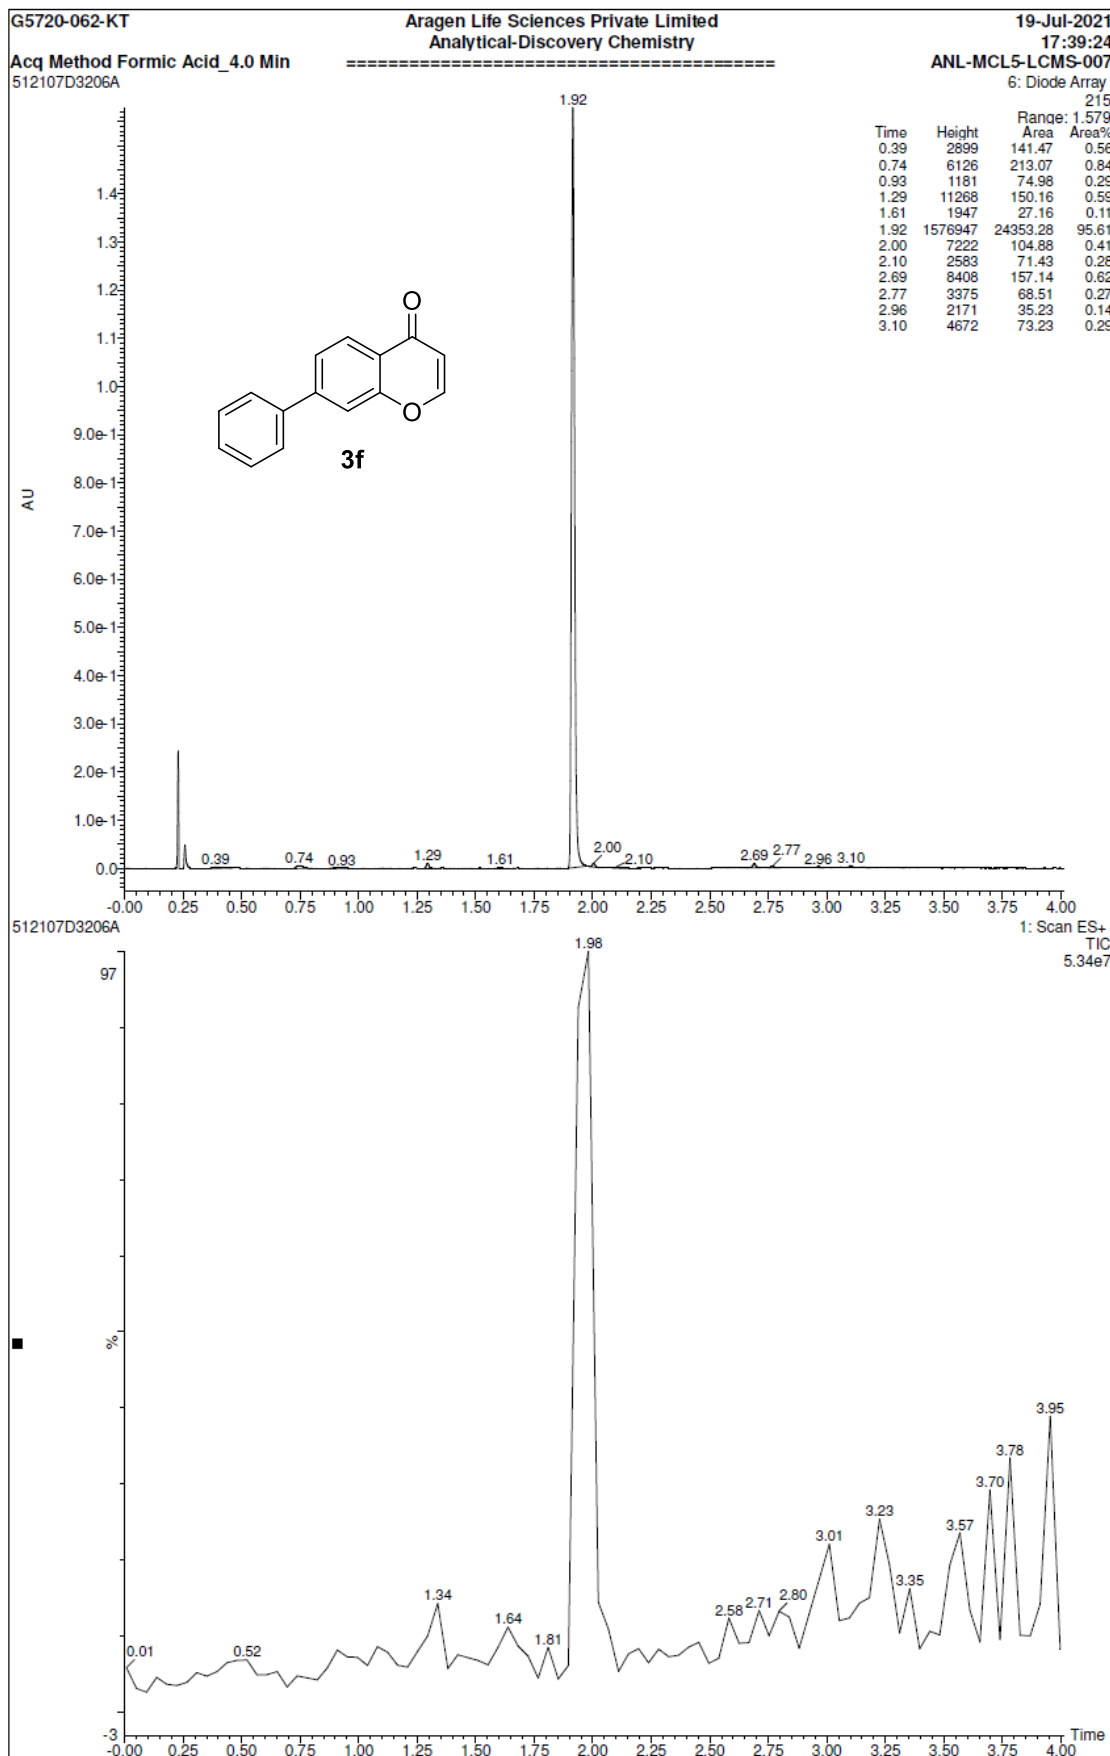 G5720-062-KT Aragen Life Sciences Private Limited 19-Jul-2021
Analytical-Discovery Chemistry 17:39:24
Acq Method Formic Acid_4.0 Min ======================================== ANL-MCL5-LCMS-007
512107D3206A 6: Diode Array
215
Range: 1.579
Time Height Area Area%
0.39 2899 141.47 0.56
0.74 6126 213.07 0.84
0.93 1181 74.98 0.29
1.29 11268 150.16 0.59
1.61 1947 27.16 0.11
1.92 1576947 24353.28 95.61
2.00 7222 104.88 0.41
2.10 2583 71.43 0.28
2.69 8408 157.14 0.62
2.77 3375 68.51 0.27
2.96 2171 35.23 0.14
3.10 4672 73.23 0.29
1.92
1.4
1.3
1.2
1.1
1.0
9.0e-1
8.0e-1
7.0e-1
6.0e-1
5.0e-1
4.0e-1
3.0e-1
2.0e-1
1.0e-1
0.0
AU
O
O
3f
0.39 0.74 0.93 1.29 1.61 2.00 2.10 2.69 2.77 2.96 3.10
-0.00 0.25 0.50 0.75 1.00 1.25 1.50 1.75 2.00 2.25 2.50 2.75 3.00 3.25 3.50 3.75 4.00
512107D3206A 1: Scan ES+
TIC
5.34e7
1.98
97
%
-3
0.01 0.52 1.34 1.64 1.81 2.58 2.71 2.80 3.01 3.23 3.35 3.57 3.70 3.78 3.95
Time
-0.00 0.25 0.50 0.75 1.00 1.25 1.50 1.75 2.00 2.25 2.50 2.75 3.00 3.25 3.50 3.75 4.00